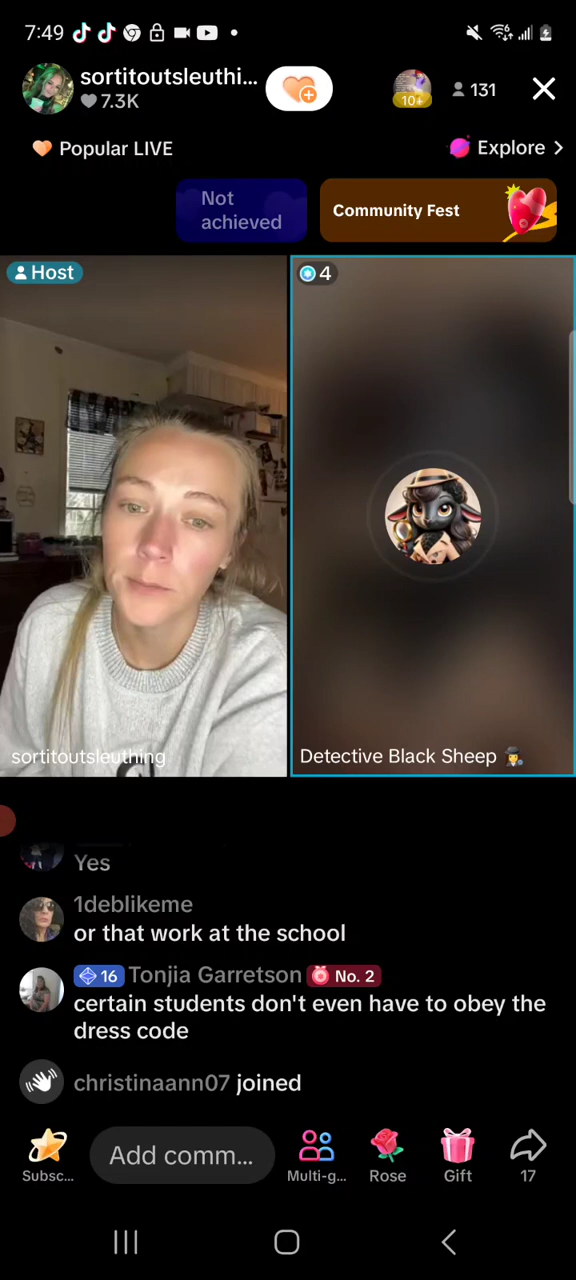 7:49
sortitoutsleuthi...
7.3K
10+
131
Popular LIVE
Explore >
Not
achieved
Community Fest
Host
4
sortitoutsleuthing
Detective Black Sheep
Yes
1deblikeme
or that work at the school
16 Tonjia Garretson No. 2
certain students don't even have to obey the
dress code
christinaann07 joined
Add comm...
Subsc...
Multi-g...
Rose
Gift
17